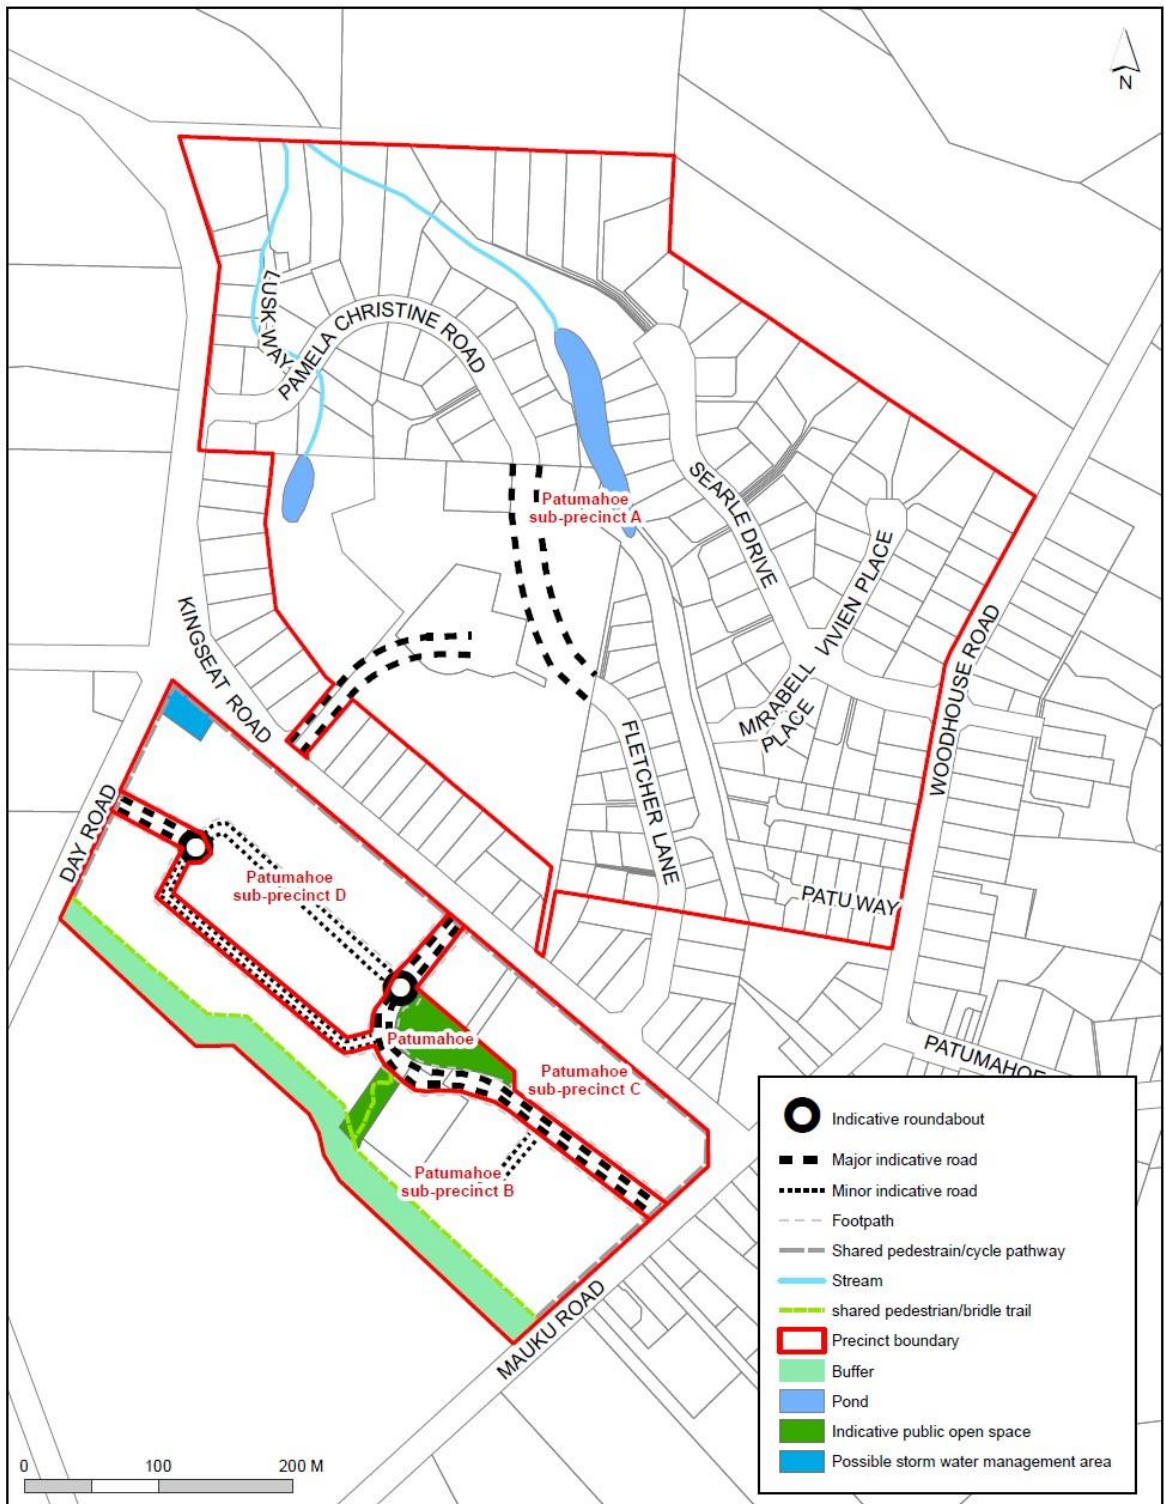 N
LUSK WAY
PAMELA CHRISTINE ROAD
Patumahoe
sub-precinct A
SEARLE DRIVE
VIVIEN PLACE
MIRABELL
PLACE
WOODHOUSE ROAD
KINGSEAT ROAD
FLETCHER LANE
DAY ROAD
Patumahoe
sub-precinct D
PATU WAY
Patumahoe
Patumahoe
sub-precinct C
PATUMAHOE
Patumahoe
sub-precinct B
MAUKU ROAD
Indicative roundabout
Major indicative road
Minor indicative road
Footpath
Shared pedestrain/cycle pathway
Stream
shared pedestrian/bridle trail
Precinct boundary
Buffer
Pond
Indicative public open space
Possible storm water management area
0 100 200 M